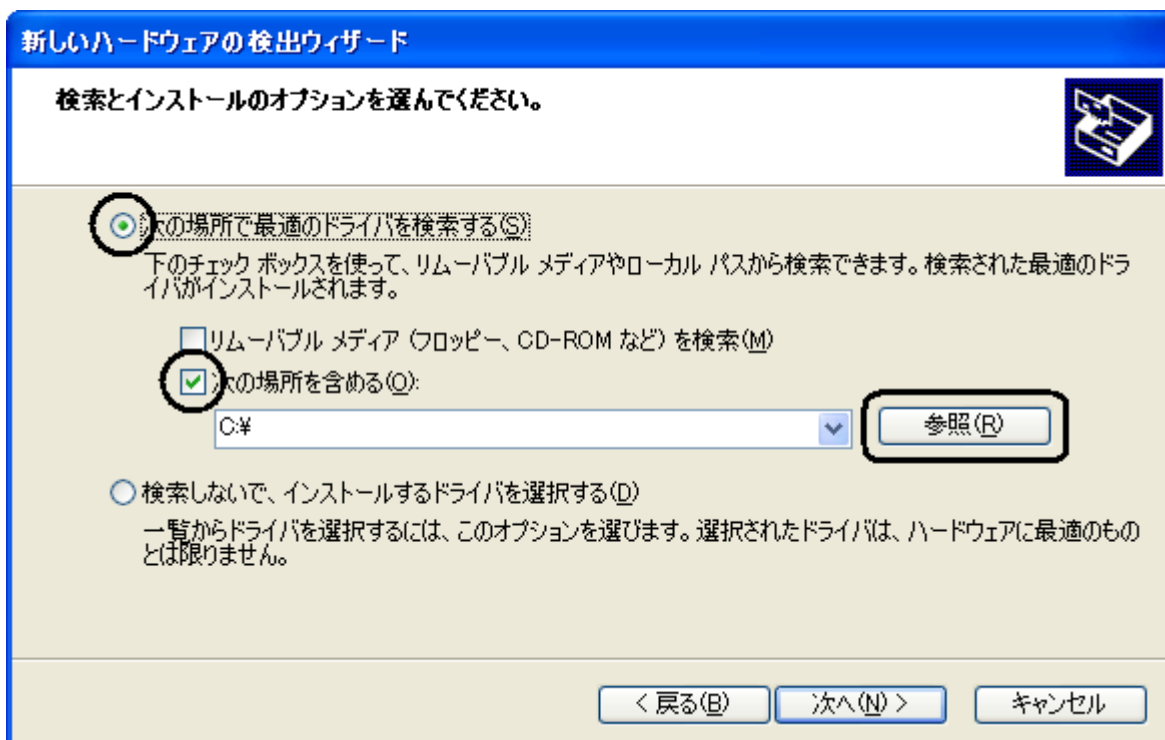 新しいハードウェアの検出ウィザード
検索とインストールのオプションを選んでください。
次の場所で最適のドライバを検索する(S)
下のチェック ボックスを使って、リムーバブル メディアやローカル パスから検索できます。検索された最適のドラ
イバがインストールされます。
リムーバブル メディア (フロッピー、CD-ROM など) を検索(M)
次の場所を含める(O):
C:¥
参照(R)
検索しないで、インストールするドライバを選択する(D)
一覧からドライバを選択するには、このオプションを選びます。選択されたドライバは、ハードウェアに最適のもの
とは限りません。
< 戻る(B)
次へ(N) >
キャンセル